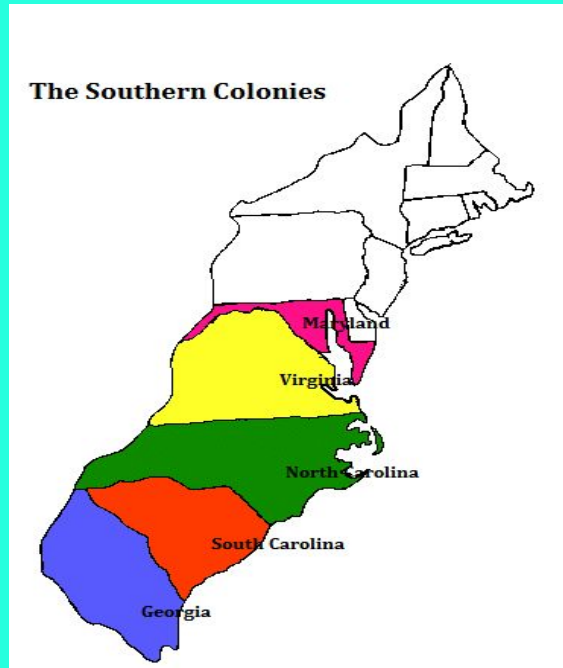 The Southern Colonies
Maryland
Virginia
North Carolina
South Carolina
Georgia